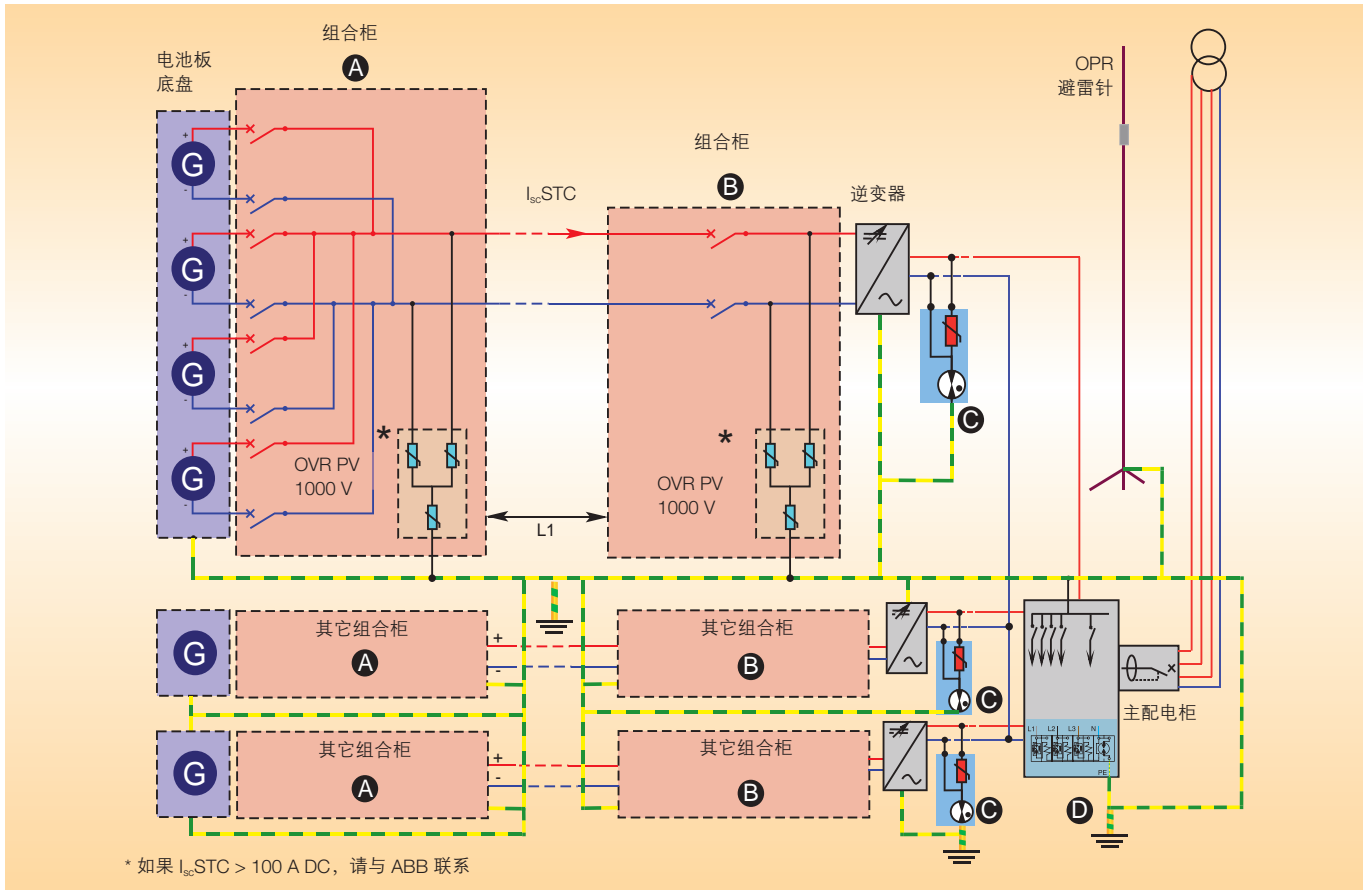 组合柜
A
电池板
底盘
OPR
避雷针
组合柜
B
逆变器
IscSTC
+
G
-
+
G
-
+
G
-
+
G
-
*
OVR PV
1000 V
*
OVR PV
1000 V
L1
C
G
其它组合柜
A
+
-
其它组合柜
B
C
主配电柜
G
其它组合柜
A
+
-
其它组合柜
B
C
L1 L2 L3 N
PE
D
* 如果 IscSTC > 100 A DC，请与 ABB 联系